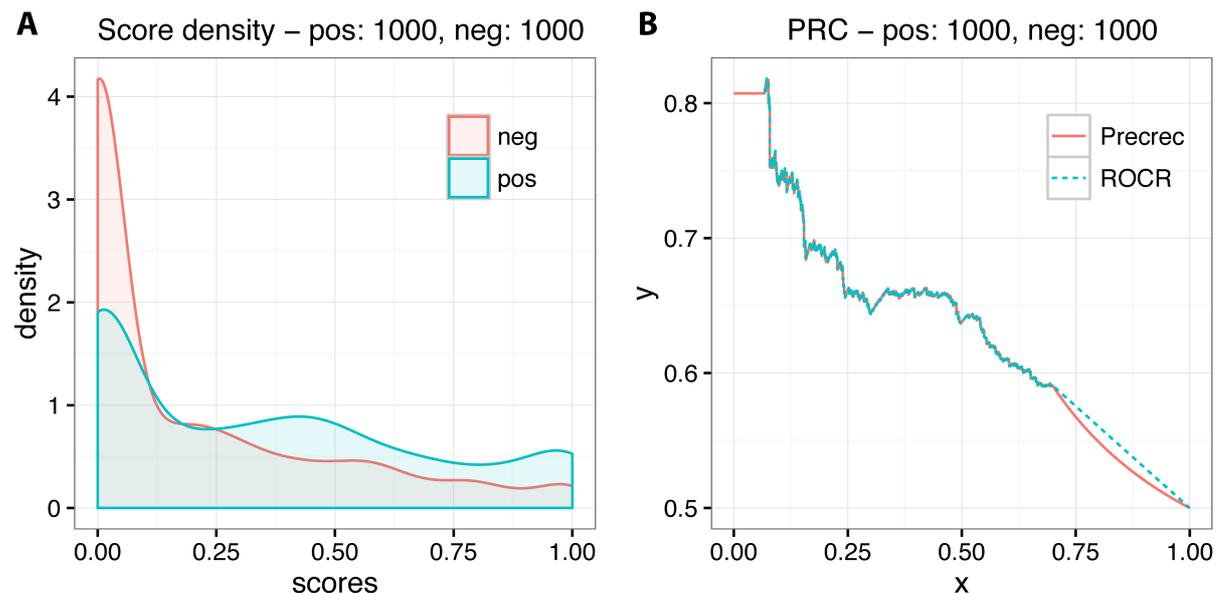 A
Score density – pos: 1000, neg: 1000
4
3
2
1
0
density
neg
pos
0.00 0.25 0.50 0.75 1.00
scores
B
PRC – pos: 1000, neg: 1000
0.8
0.7
0.6
0.5
y
Precrec
ROCR
0.00 0.25 0.50 0.75 1.00
x